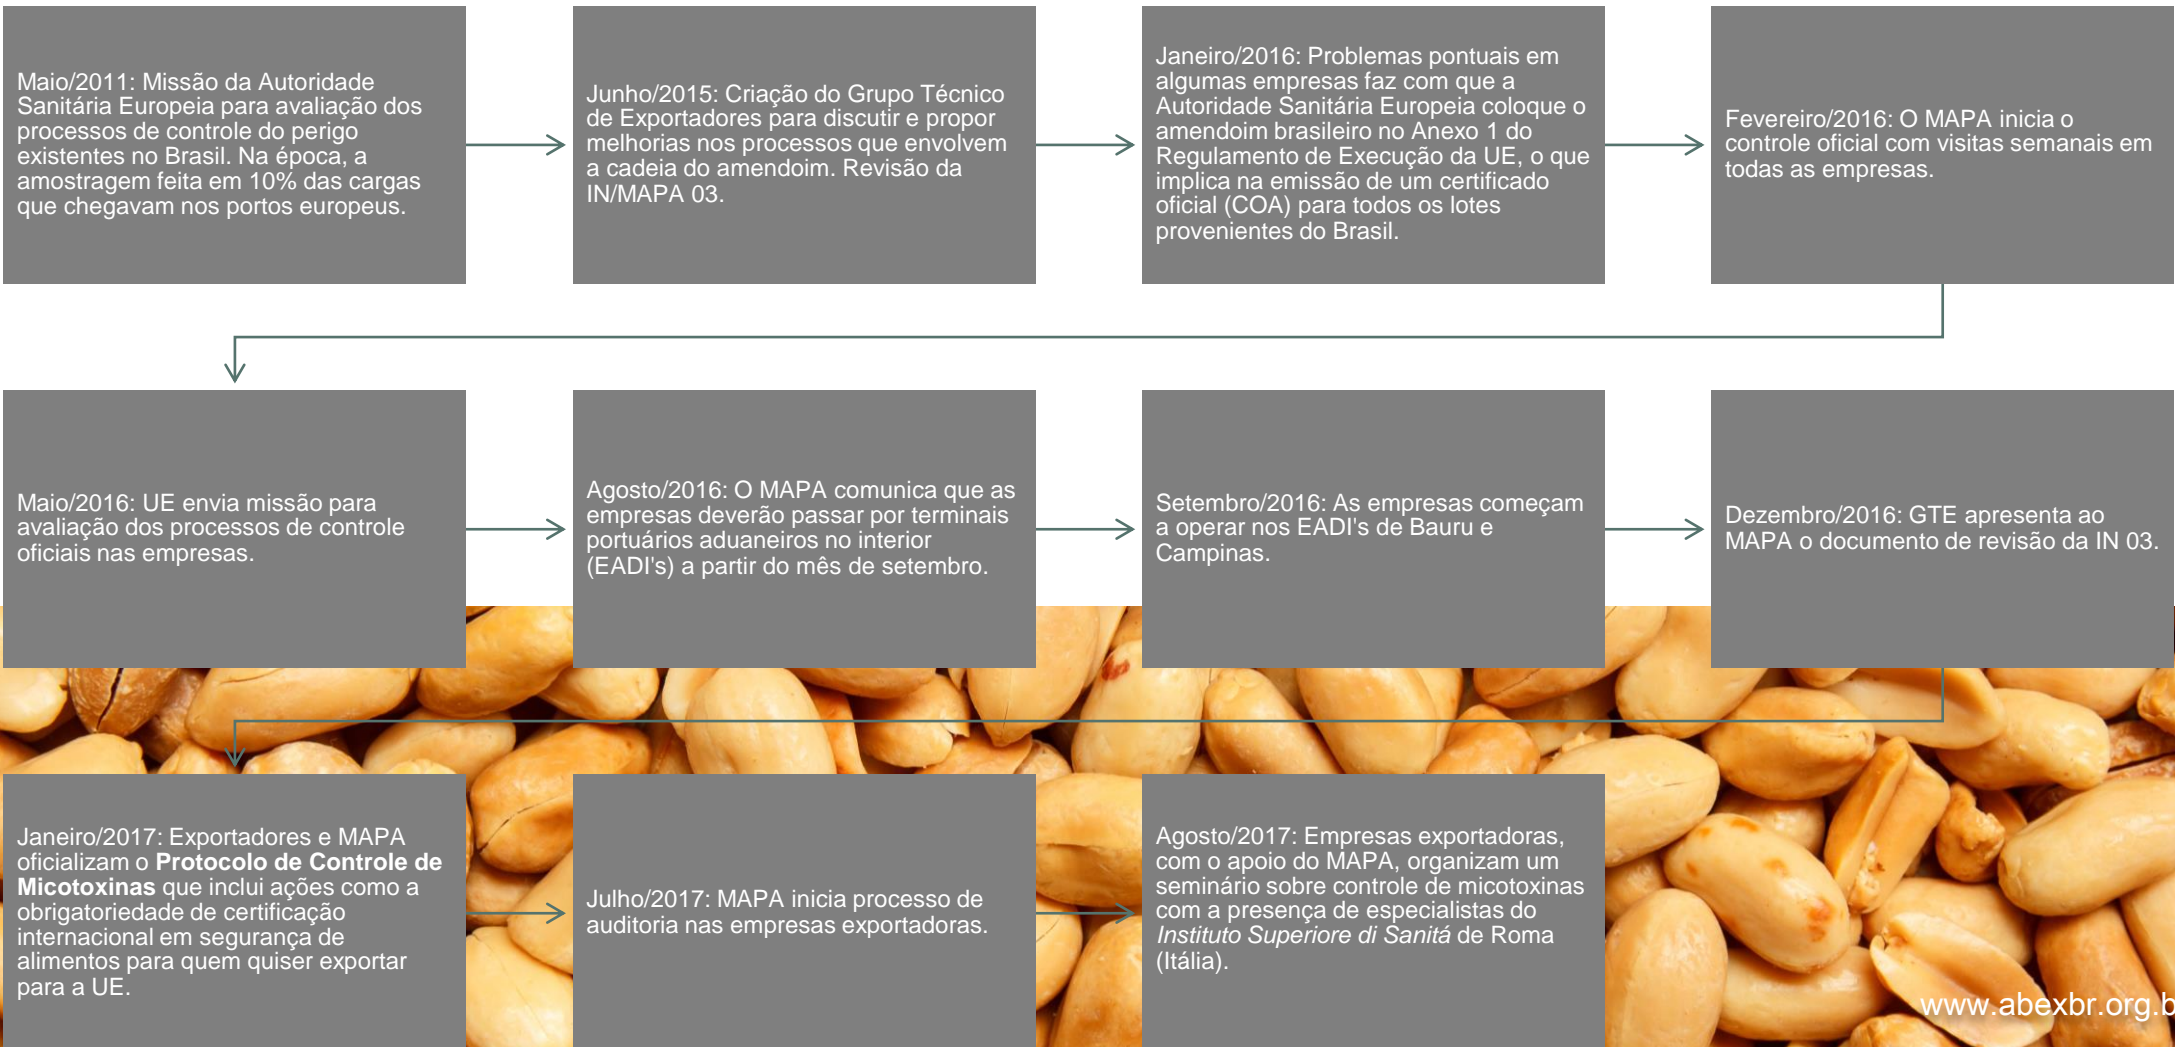 Maio/2011: Missão da Autoridade
Sanitária Europeia para avaliação dos
processos de controle do perigo
existentes no Brasil. Na época, a
amostragem feita em 10% das cargas
que chegavam nos portos europeus.
Junho/2015: Criação do Grupo Técnico
de Exportadores para discutir e propor
melhorias nos processos que envolvem
a cadeia do amendoim. Revisão da
IN/MAPA 03.
Janeiro/2016: Problemas pontuais em
algumas empresas faz com que a
Autoridade Sanitária Europeia coloque o
amendoim brasileiro no Anexo 1 do
Regulamento de Execução da UE, o que
implica na emissão de um certificado
oficial (COA) para todos os lotes
provenientes do Brasil.
Fevereiro/2016: O MAPA inicia o
controle oficial com visitas semanais em
todas as empresas.
Maio/2016: UE envia missão para
avaliação dos processos de controle
oficiais nas empresas.
Agosto/2016: O MAPA comunica que as
empresas deverão passar por terminais
portuários aduaneiros no interior
(EADI's) a partir do mês de setembro.
Setembro/2016: As empresas começam
a operar nos EADI's de Bauru e
Campinas.
Dezembro/2016: GTE apresenta ao
MAPA o documento de revisão da IN 03.
Janeiro/2017: Exportadores e MAPA
oficializam o Protocolo de Controle de
Micotoxinas que inclui ações como a
obrigatoriedade de certificação
internacional em segurança de
alimentos para quem quiser exportar
para a UE.
Julho/2017: MAPA inicia processo de
auditoria nas empresas exportadoras.
Agosto/2017: Empresas exportadoras,
com o apoio do MAPA, organizam um
seminário sobre controle de micotoxinas
com a presença de especialistas do
Instituto Superiore di Sanitá de Roma
(Itália).
www.abexbr.org.b